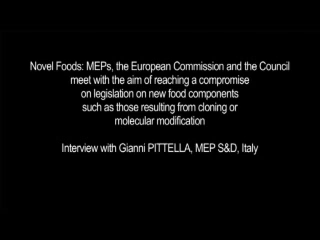 Novel Foods: MEPs, the European Commission and the Council
meet with the aim of reaching a compromise
on legislation on new food components
such as those resulting from cloning or
molecular modification
Interview with Gianni PITTELLA, MEP S&D, Italy